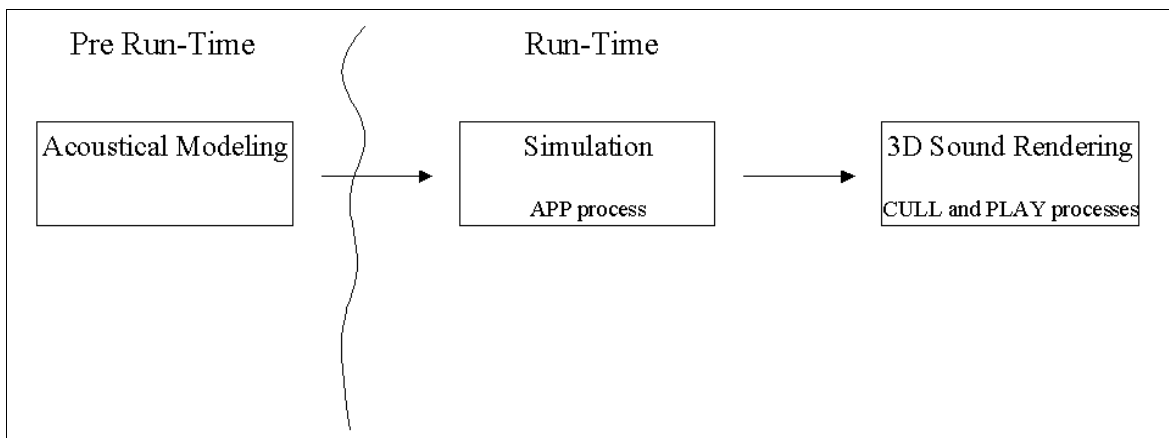 Pre Run-Time
Run-Time
Acoustical Modeling
Simulation
APP process
3D Sound Rendering
CULL and PLAY processes